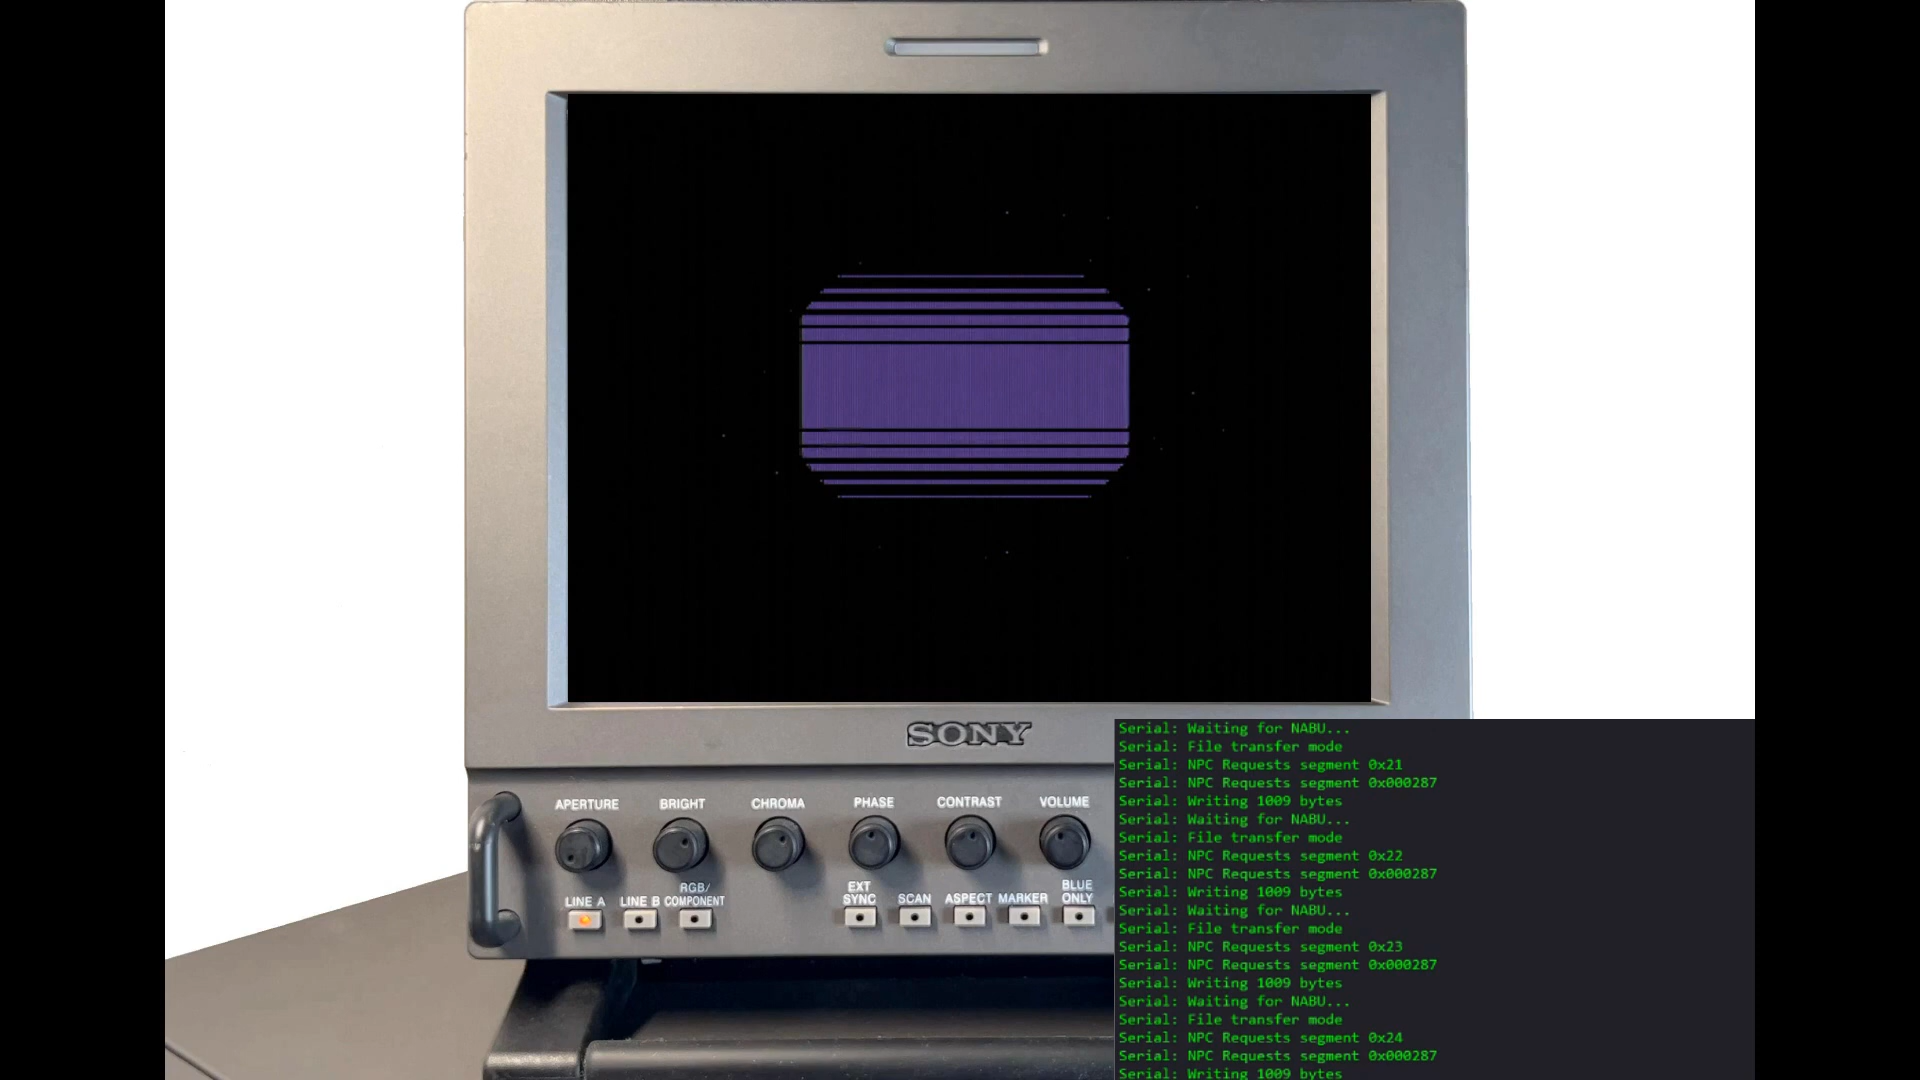 SONY
APERTURE BRIGHT CHROMA PHASE CONTRAST VOLUME
LINE A LINE B RGB/
COMPONENT
EXT
SYNC SCAN ASPECT MARKER BLUE
ONLY
Serial: Waiting for NABU...
Serial: File transfer mode
Serial: NPC Requests segment 0x21
Serial: NPC Requests segment 0x000287
Serial: Writing 1009 bytes
Serial: Waiting for NABU...
Serial: File transfer mode
Serial: NPC Requests segment 0x22
Serial: NPC Requests segment 0x000287
Serial: Writing 1009 bytes
Serial: Waiting for NABU...
Serial: File transfer mode
Serial: NPC Requests segment 0x23
Serial: NPC Requests segment 0x000287
Serial: Writing 1009 bytes
Serial: Waiting for NABU...
Serial: File transfer mode
Serial: NPC Requests segment 0x24
Serial: NPC Requests segment 0x000287
Serial: Writing 1009 bytes